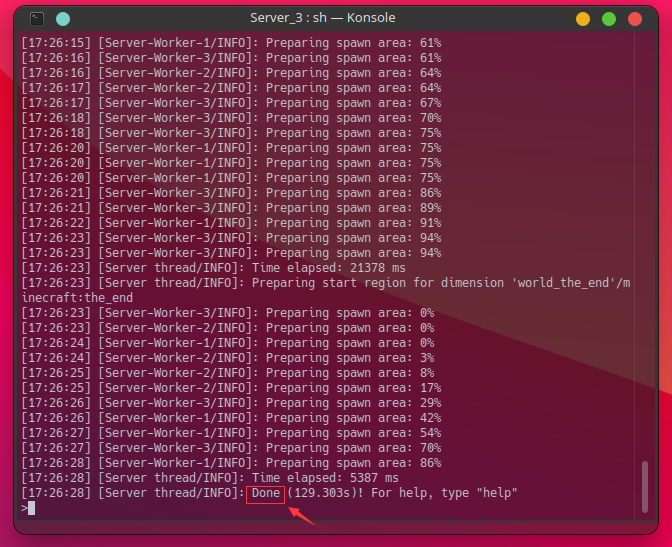 Server_3 : sh — Konsole
[17:26:15] [Server-Worker-1/INFO]: Preparing spawn area: 61%
[17:26:16] [Server-Worker-3/INFO]: Preparing spawn area: 61%
[17:26:16] [Server-Worker-2/INFO]: Preparing spawn area: 64%
[17:26:17] [Server-Worker-2/INFO]: Preparing spawn area: 64%
[17:26:17] [Server-Worker-3/INFO]: Preparing spawn area: 67%
[17:26:18] [Server-Worker-3/INFO]: Preparing spawn area: 70%
[17:26:18] [Server-Worker-3/INFO]: Preparing spawn area: 75%
[17:26:20] [Server-Worker-1/INFO]: Preparing spawn area: 75%
[17:26:20] [Server-Worker-1/INFO]: Preparing spawn area: 75%
[17:26:20] [Server-Worker-1/INFO]: Preparing spawn area: 75%
[17:26:21] [Server-Worker-3/INFO]: Preparing spawn area: 86%
[17:26:21] [Server-Worker-3/INFO]: Preparing spawn area: 89%
[17:26:22] [Server-Worker-1/INFO]: Preparing spawn area: 91%
[17:26:23] [Server-Worker-3/INFO]: Preparing spawn area: 94%
[17:26:23] [Server-Worker-3/INFO]: Preparing spawn area: 94%
[17:26:23] [Server thread/INFO]: Time elapsed: 21378 ms
[17:26:23] [Server thread/INFO]: Preparing start region for dimension 'world_the_end'/m
inecraft:the_end
[17:26:23] [Server-Worker-3/INFO]: Preparing spawn area: 0%
[17:26:23] [Server-Worker-2/INFO]: Preparing spawn area: 0%
[17:26:24] [Server-Worker-1/INFO]: Preparing spawn area: 0%
[17:26:24] [Server-Worker-2/INFO]: Preparing spawn area: 3%
[17:26:25] [Server-Worker-2/INFO]: Preparing spawn area: 8%
[17:26:25] [Server-Worker-2/INFO]: Preparing spawn area: 17%
[17:26:26] [Server-Worker-3/INFO]: Preparing spawn area: 29%
[17:26:26] [Server-Worker-1/INFO]: Preparing spawn area: 42%
[17:26:27] [Server-Worker-1/INFO]: Preparing spawn area: 54%
[17:26:27] [Server-Worker-3/INFO]: Preparing spawn area: 70%
[17:26:28] [Server-Worker-1/INFO]: Preparing spawn area: 86%
[17:26:28] [Server thread/INFO]: Time elapsed: 5387 ms
[17:26:28] [Server thread/INFO]: Done (129.303s)! For help, type "help"
>